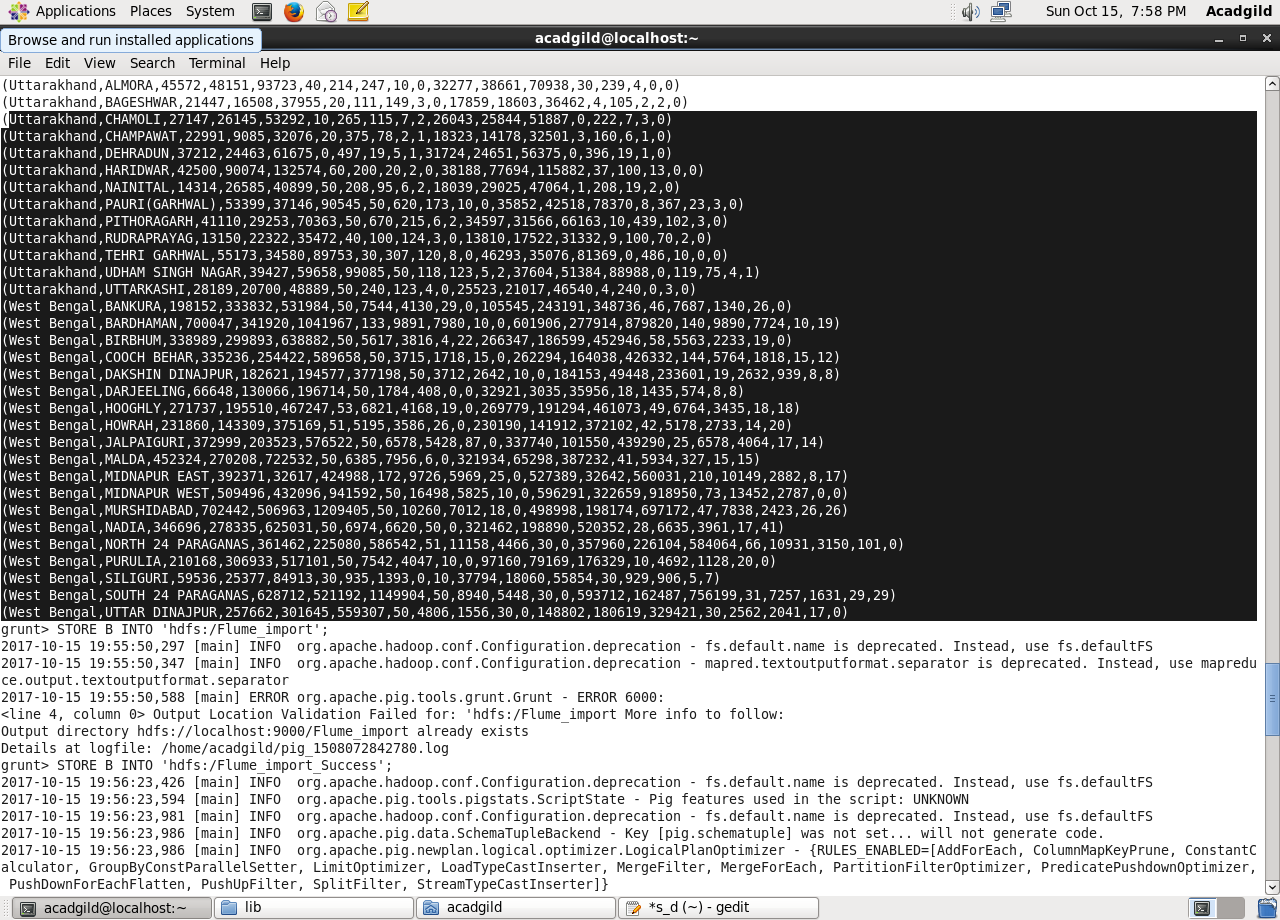 Applications Places System Sun Oct 15, 7:58 PM Acadgild
Browse and run installed applications
acadgild@localhost:~
File Edit View Search Terminal Help
(Uttarakhand,ALMORA,45572,48151,93723,40,214,247,10,0,32277,38661,70938,30,239,4,0,0)
(Uttarakhand,BAGESHWAR,21447,16508,37955,20,111,149,3,0,17859,18603,36462,4,105,2,2,0)
(Uttarakhand,CHAMOLI,27147,26145,53292,10,265,115,7,2,26043,25844,51887,0,222,7,3,0)
(Uttarakhand,CHAMPAWAT,22991,9085,32076,20,375,78,2,1,18323,14178,32501,3,160,6,1,0)
(Uttarakhand,DEHRADUN,37212,24463,61675,0,497,19,5,1,31724,24651,56375,0,396,19,1,0)
(Uttarakhand,HARIDWAR,42500,90074,132574,60,200,20,2,0,38188,77694,115882,37,100,13,0,0)
(Uttarakhand,NAINITAL,14314,26585,40899,50,208,95,6,2,18039,29025,47064,1,208,19,2,0)
(Uttarakhand,PAURI(GARHWAL),53399,37146,90545,50,620,173,10,0,35852,42518,78370,8,367,23,3,0)
(Uttarakhand,PITHORAGARH,41110,29253,70363,50,670,215,6,2,34597,31566,66163,10,439,102,3,0)
(Uttarakhand,RUDRAPRAYAG,13150,22322,35472,40,100,124,3,0,13810,17522,31332,9,100,70,2,0)
(Uttarakhand,TEHRI GARHWAL,55173,34580,89753,30,307,120,8,0,46293,35076,81369,0,486,10,0,0)
(Uttarakhand,UDHAM SINGH NAGAR,39427,59658,99085,50,118,123,5,2,37604,51384,88988,0,119,75,4,1)
(Uttarakhand,UTTARKASHI,28189,20700,48889,50,240,123,4,0,25523,21017,46540,4,240,0,3,0)
(West Bengal,BANKURA,198152,333832,531984,50,7544,4130,29,0,105545,243191,348736,46,7687,1340,26,0)
(West Bengal,BARDHAMAN,700047,341920,1041967,133,9891,7980,10,0,601906,277914,879820,140,9890,7724,10,19)
(West Bengal,BIRBHUM,338989,299893,638882,50,5617,3816,4,22,266347,186599,452946,58,5563,2233,19,0)
(West Bengal,COOCH BEHAR,335236,254422,589658,50,3715,1718,15,0,262294,164038,426332,144,5764,1818,15,12)
(West Bengal,DAKSHIN DINAJPUR,182621,194577,377198,50,3712,2642,10,0,184153,49448,233601,19,2632,939,8,8)
(West Bengal,DARJEELING,66648,130066,196714,50,1784,408,0,0,32921,3035,35956,18,1435,574,8,8)
(West Bengal,HOOGHLY,271737,195510,467247,53,6821,4168,19,0,269779,191294,461073,49,6764,3435,18,18)
(West Bengal,HOWRAH,231860,143309,375169,51,5195,3586,26,0,230190,141912,372102,42,5178,2733,14,20)
(West Bengal,JALPAIGURI,372999,203523,576522,50,6578,5428,87,0,337740,101550,439290,25,6578,4064,17,14)
(West Bengal,MALDA,452324,270208,722532,50,6385,7956,6,0,321934,65298,387232,41,5934,327,15,15)
(West Bengal,MIDNAPUR EAST,392371,32617,424988,172,9726,5969,25,0,527389,32642,560031,210,10149,2882,8,17)
(West Bengal,MIDNAPUR WEST,509496,432096,941592,50,16498,5825,10,0,596291,322659,918950,73,13452,2787,0,0)
(West Bengal,MURSHIDABAD,702442,506963,1209405,50,10260,7012,18,0,498998,198174,697172,47,7838,2423,26,26)
(West Bengal,NADIA,346696,278335,625031,50,6974,6620,50,0,321462,198890,520352,28,6635,3961,17,41)
(West Bengal,NORTH 24 PARAGANAS,361462,225080,586542,51,11158,4466,30,0,357960,226104,584064,66,10931,3150,101,0)
(West Bengal,PURULIA,210168,306933,517101,50,7542,4047,10,0,97160,79169,176329,10,4692,1128,20,0)
(West Bengal,SILIGURI,59536,25377,84913,30,935,1393,0,10,37794,18060,55854,30,929,906,5,7)
(West Bengal,SOUTH 24 PARAGANAS,628712,521192,1149904,50,8940,5448,30,0,593712,162487,756199,31,7257,1631,29,29)
(West Bengal,UTTAR DINAJPUR,257662,301645,559307,50,4806,1556,30,0,148802,180619,329421,30,2562,2041,17,0)
grunt> STORE B INTO 'hdfs:/Flume_import';
2017-10-15 19:55:50,297 [main] INFO  org.apache.hadoop.conf.Configuration.deprecation - fs.default.name is deprecated. Instead, use fs.defaultFS
2017-10-15 19:55:50,347 [main] INFO  org.apache.hadoop.conf.Configuration.deprecation - mapred.textoutputformat.separator is deprecated. Instead, use mapredu
ce.output.textoutputformat.separator
2017-10-15 19:55:50,588 [main] ERROR org.apache.pig.tools.grunt.Grunt - ERROR 6000:
<line 4, column 0> Output Location Validation Failed for: 'hdfs:/Flume_import More info to follow:
Output directory hdfs://localhost:9000/Flume_import already exists
Details at logfile: /home/acadgild/pig_1508072842780.log
grunt> STORE B INTO 'hdfs:/Flume_import_Success';
2017-10-15 19:56:23,426 [main] INFO  org.apache.hadoop.conf.Configuration.deprecation - fs.default.name is deprecated. Instead, use fs.defaultFS
2017-10-15 19:56:23,594 [main] INFO  org.apache.pig.tools.pigstats.ScriptState - Pig features used in the script: UNKNOWN
2017-10-15 19:56:23,981 [main] INFO  org.apache.hadoop.conf.Configuration.deprecation - fs.default.name is deprecated. Instead, use fs.defaultFS
2017-10-15 19:56:23,986 [main] INFO  org.apache.pig.data.SchemaTupleBackend - Key [pig.schematuple] was not set... will not generate code.
2017-10-15 19:56:23,986 [main] INFO  org.apache.pig.newplan.logical.optimizer.LogicalPlanOptimizer - {RULES_ENABLED=[AddForEach, ColumnMapKeyPrune, ConstantC
alculator, GroupByConstParallelSetter, LimitOptimizer, LoadTypeCastInserter, MergeFilter, MergeForEach, PartitionFilterOptimizer, PredicatePushdownOptimizer,
 PushDownForEachFlatten, PushUpFilter, SplitFilter, StreamTypeCastInserter]}
acadgild@localhost:~ lib acadgild *s_d (~) - gedit